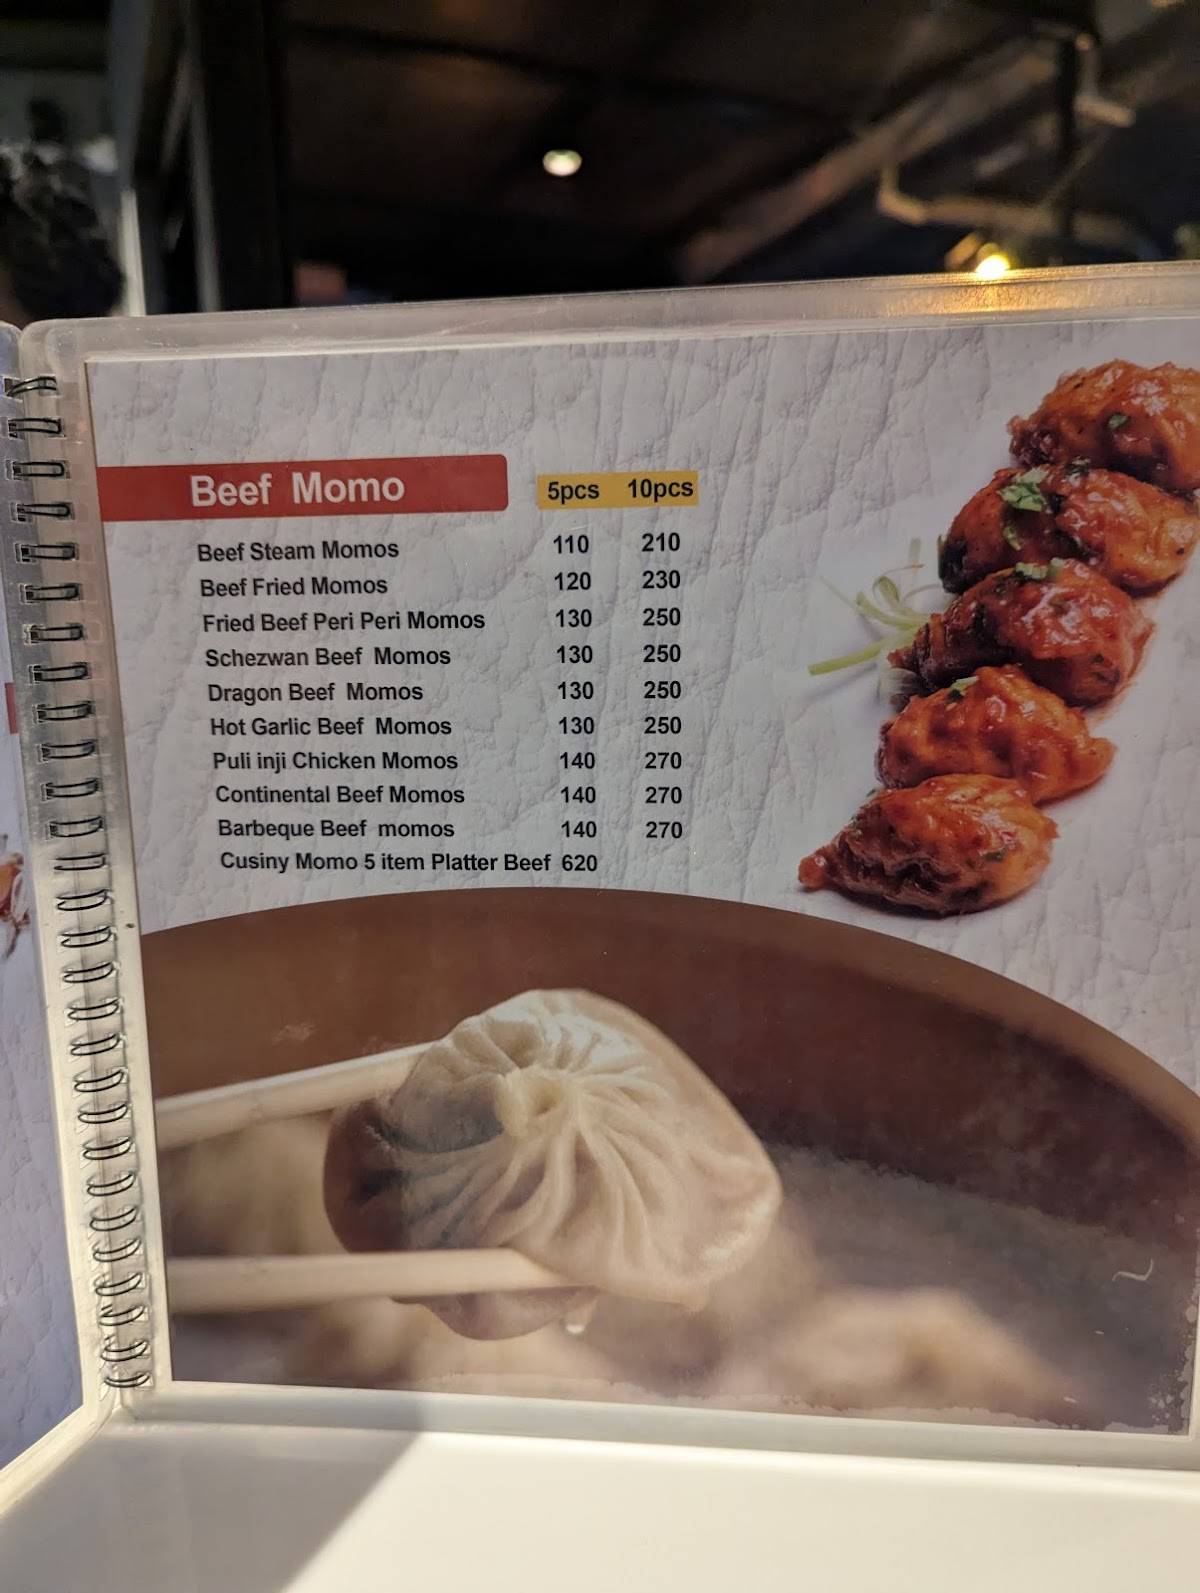 Beef Momo 5pcs 10pcs
Beef Steam Momos 110 210
Beef Fried Momos 120 230
Fried Beef Peri Peri Momos 130 250
Schezwan Beef Momos 130 250
Dragon Beef Momos 130 250
Hot Garlic Beef Momos 130 250
Puli inji Chicken Momos 140 270
Continental Beef Momos 140 270
Barbeque Beef momos 140 270
Cusiny Momo 5 item Platter Beef 620